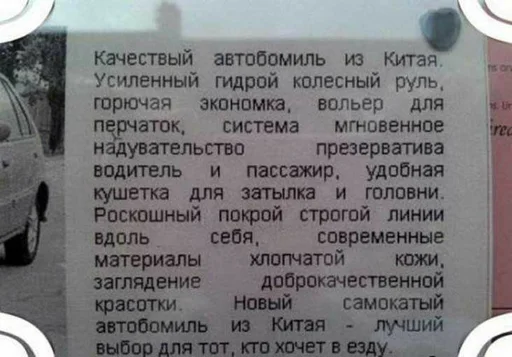 Качествый автобомиль из Китая.
Усиленный гидрой колесный руль,
горючая экономка, вольер для
перчаток, система мгновенное
надувательство презерватива
водитель и пассажир, удобная
кушетка для затылка и головни.
Роскошный покрой строгой линии
вдоль себя, современные
материалы хлопчатой кожи,
заглядение доброкачественной
красотки. Новый самокатый
автобомиль из Китая - лучший
выбор для тот, кто хочет в езду.